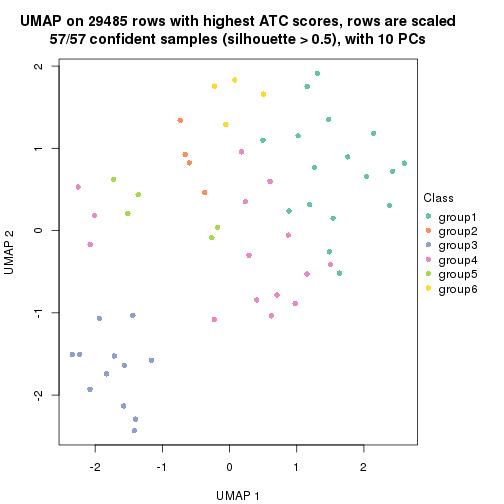 UMAP on 29485 rows with highest ATC scores, rows are scaled
57/57 confident samples (silhouette > 0.5), with 10 PCs
2
1
0
-1
-2
UMAP 2
-2
-1
0
1
2
UMAP 1
Class
group1
group2
group3
group4
group5
group6